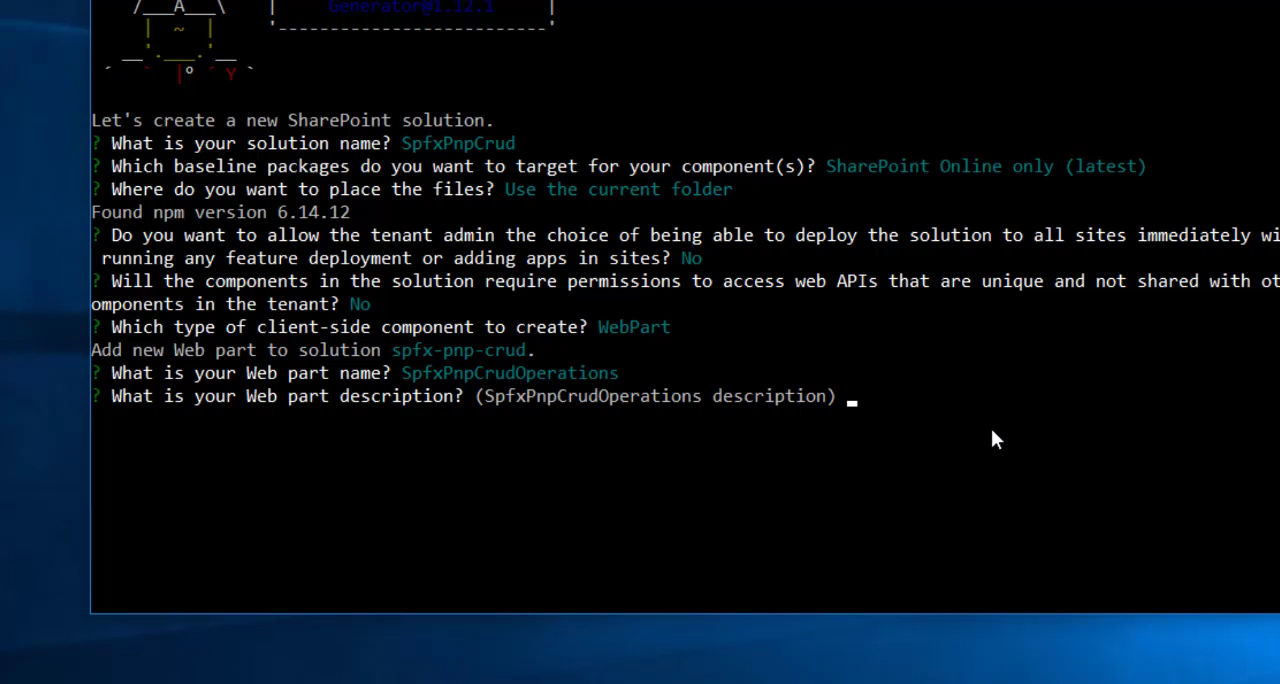 Generator@1.12.1
Let's create a new SharePoint solution.
? What is your solution name? SpfxPnpCrud
? Which baseline packages do you want to target for your component(s)? SharePoint Online only (latest)
? Where do you want to place the files? Use the current folder
Found npm version 6.14.12
? Do you want to allow the tenant admin the choice of being able to deploy the solution to all sites immediately wi
running any feature deployment or adding apps in sites? No
? Will the components in the solution require permissions to access web APIs that are unique and not shared with ot
omponents in the tenant? No
? Which type of client-side component to create? WebPart
Add new Web part to solution spfx-pnp-crud.
? What is your Web part name? SpfxPnpCrudOperations
? What is your Web part description? (SpfxPnpCrudOperations description)